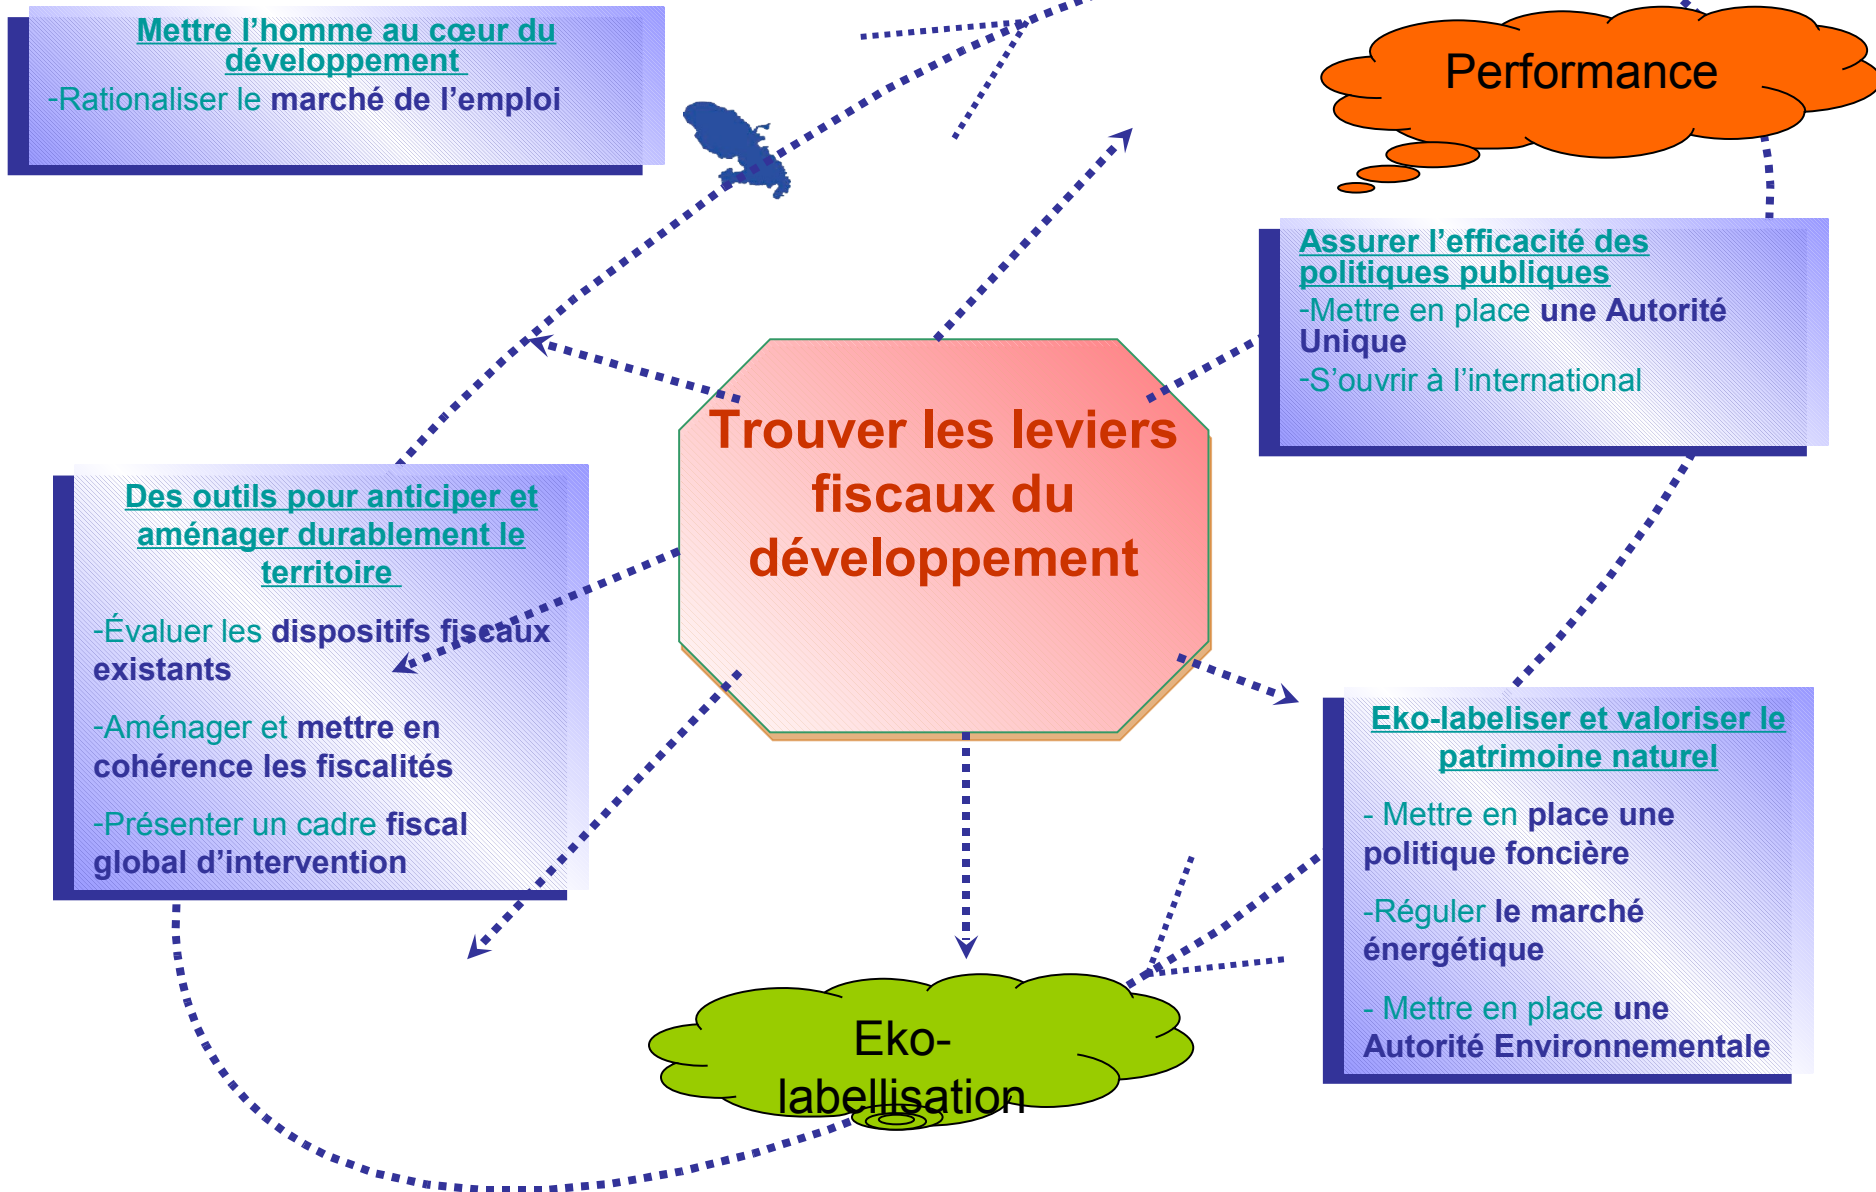 Mettre l’homme au cœur du
développement
-Rationaliser le marché de l’emploi
Performance
Assurer l’efficacité des
politiques publiques
-Mettre en place une Autorité
Unique
-S’ouvrir à l’international
Trouver les leviers
fiscaux du
développement
Des outils pour anticiper et
aménager durablement le
territoire
-Évaluer les dispositifs fiscaux
existants
-Aménager et mettre en
cohérence les fiscalités
-Présenter un cadre fiscal
global d’intervention
Eko-labeliser et valoriser le
patrimoine naturel
- Mettre en place une
politique foncière
-Réguler le marché
énergétique
- Mettre en place une
Autorité Environnementale
Eko-
labellisation